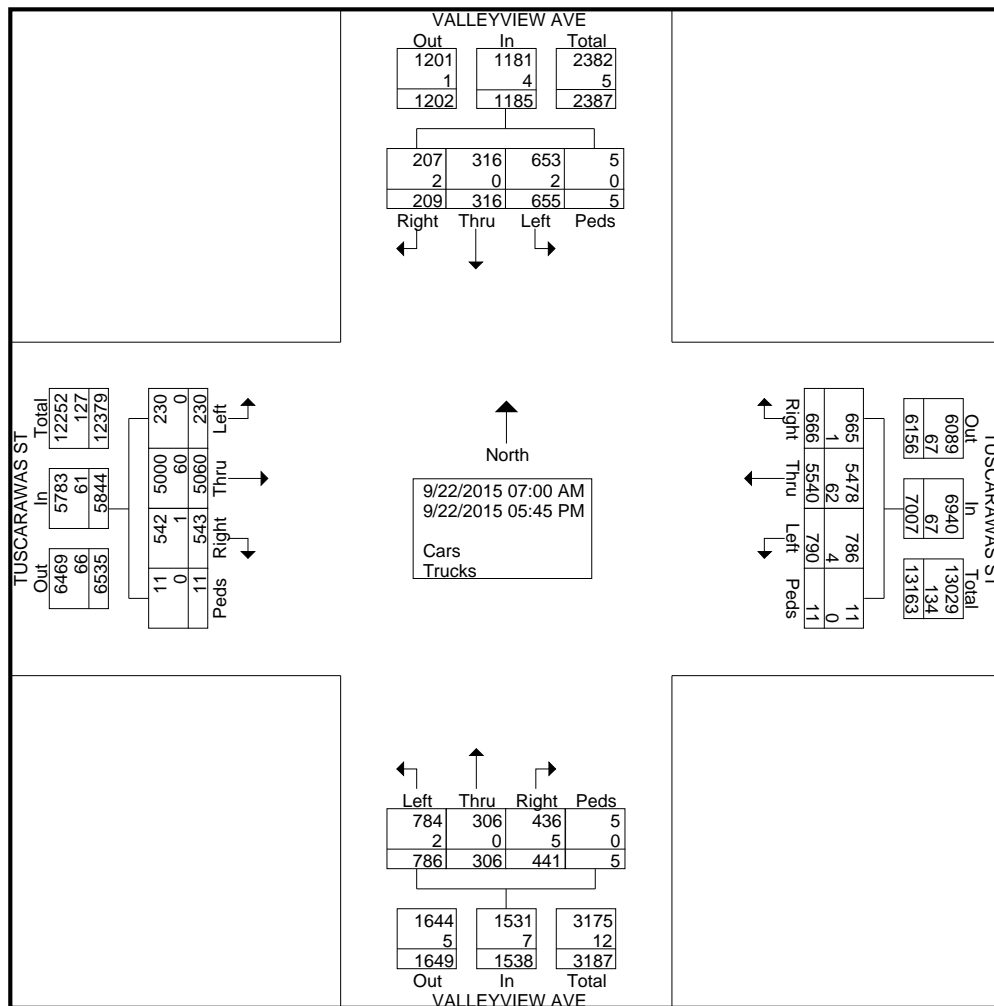 VALLEYVIEW AVE
Out In Total
1201 1181 2382
1 4 5
1202 1185 2387
207 316 653 5
2 0 2 0
209 316 655 5
Right Thru Left Peds
TUSCARAWAS ST
Total In Out
12252 5783 6469
127 61 66
12379 5844 6535
230 5000 542 11
0 60 1 0
230 5060 543 11
Left Thru Right Peds
North
9/22/2015 07:00 AM
9/22/2015 05:45 PM
Cars
Trucks
TUSCARAWAS ST
Out In Total
6089 6940 13029
67 67 134
6156 7007 13163
665 5478 786 11
1 62 4 0
666 5540 790 11
Right Thru Left Peds
Left Thru Right Peds
784 306 436 5
2 0 5 0
786 306 441 5
1644 1531 3175
5 7 12
1649 1538 3187
Out In Total
VALLEYVIEW AVE